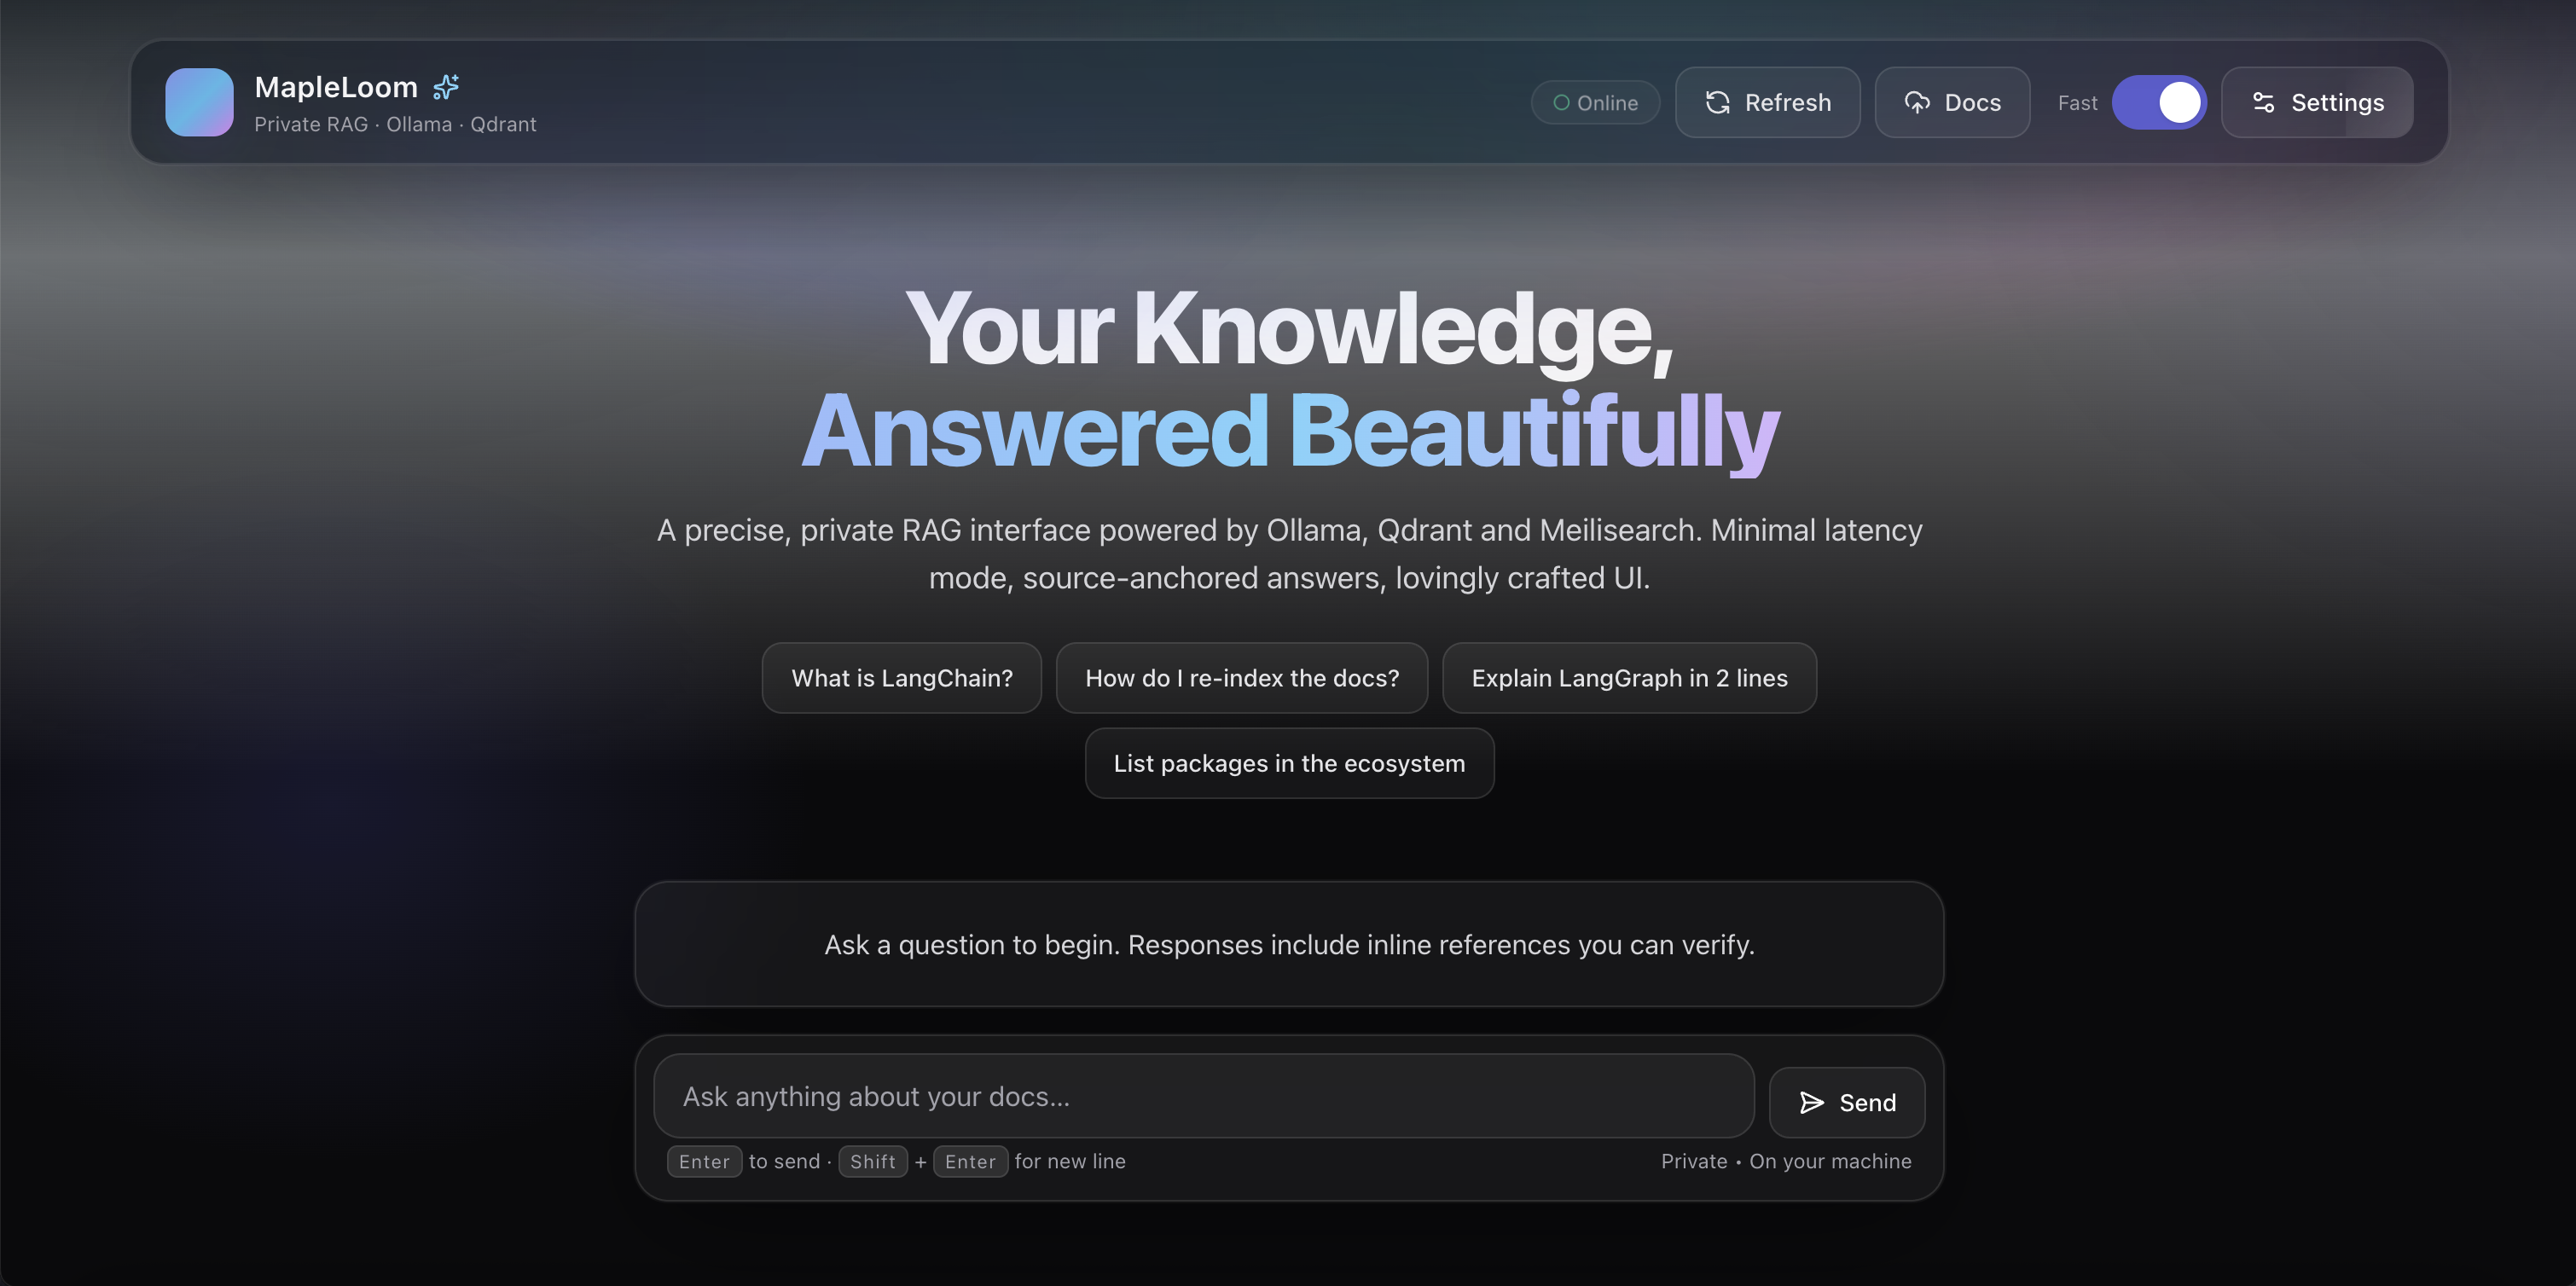 MapleLoom
Private RAG · Ollama · Qdrant
Online
Refresh
Docs
Fast
Settings
Your Knowledge,
Answered Beautifully
A precise, private RAG interface powered by Ollama, Qdrant and Meilisearch. Minimal latency
mode, source-anchored answers, lovingly crafted UI.
What is LangChain?
How do I re-index the docs?
Explain LangGraph in 2 lines
List packages in the ecosystem
Ask a question to begin. Responses include inline references you can verify.
Ask anything about your docs...
Send
Enter to send · Shift + Enter for new line
Private • On your machine